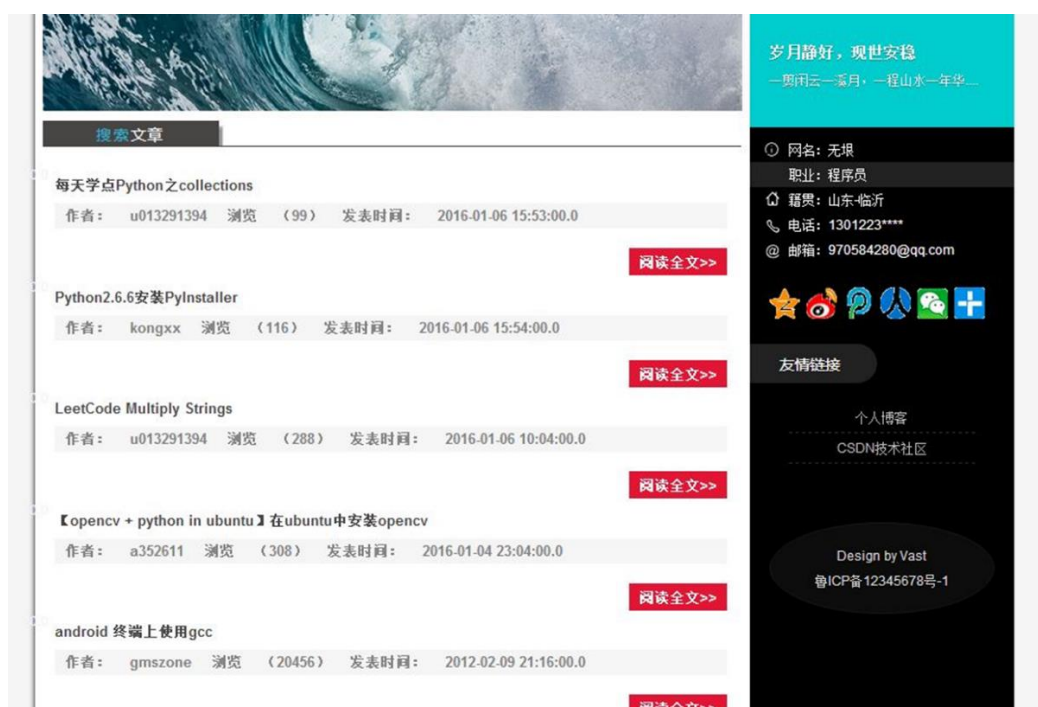 搜索文章
每天学点Python之collections
作者： u013291394 浏览 （99） 发表时间： 2016-01-06 15:53:00.0
阅读全文>>
Python2.6.6安装PyInstaller
作者： kongxx 浏览 （116） 发表时间： 2016-01-06 15:54:00.0
阅读全文>>
LeetCode Multiply Strings
作者： u013291394 浏览 （288） 发表时间： 2016-01-06 10:04:00.0
阅读全文>>
【opencv + python in ubuntu】在ubuntu中安装opencv
作者： a352611 浏览 （308） 发表时间： 2016-01-04 23:04:00.0
阅读全文>>
android 终端上使用gcc
作者： gmszone 浏览 （20456） 发表时间： 2012-02-09 21:16:00.0
阅读全文>>
岁月静好，现世安稳
一剪闲云一溪月，一程山水一年华....
网名：无垠
职业：程序员
籍贯：山东-临沂
电话：1301223****
@ 邮箱：970584280@qq.com
友情链接
个人博客
CSDN技术社区
Design by Vast
鲁ICP备12345678号-1